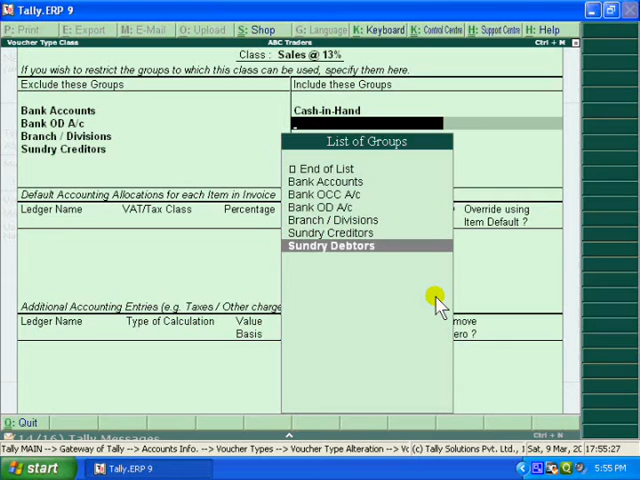 Tally.ERP 9
P: Print E: Export M: E-Mail O: Upload S: Shop G: Language K: Keyboard K: Control Centre H: Support Centre H: Help
Voucher Type Class ABC Traders Ctrl + M
Class : Sales @ 13%
If you wish to restrict the groups to which this class can be used, specify them here.
Exclude these Groups Include these Groups
Bank Accounts Cash-in-Hand
Bank OD A/c
Branch / Divisions
Sundry Creditors
List of Groups
End of List
Bank Accounts
Bank OCC A/c
Bank OD A/c
Branch / Divisions
Sundry Creditors
Sundry Debtors
Default Accounting Allocations for each Item in Invoice
Ledger Name VAT/Tax Class Percentage Override using
Item Default ?
Additional Accounting Entries (e.g. Taxes / Other charge
Ledger Name Type of Calculation Value
Basis
move
ero ?
Q: Quit
14/16) Tally Messages Ctrl + N
Tally MAIN --> Gateway of Tally --> Accounts Info. --> Voucher Types --> Voucher Type Alteration --> Vo (c) Tally Solutions Pvt. Ltd., 1 Sat, 9 Mar, 17:55:27
start Tally.ERP 9 5:55 PM